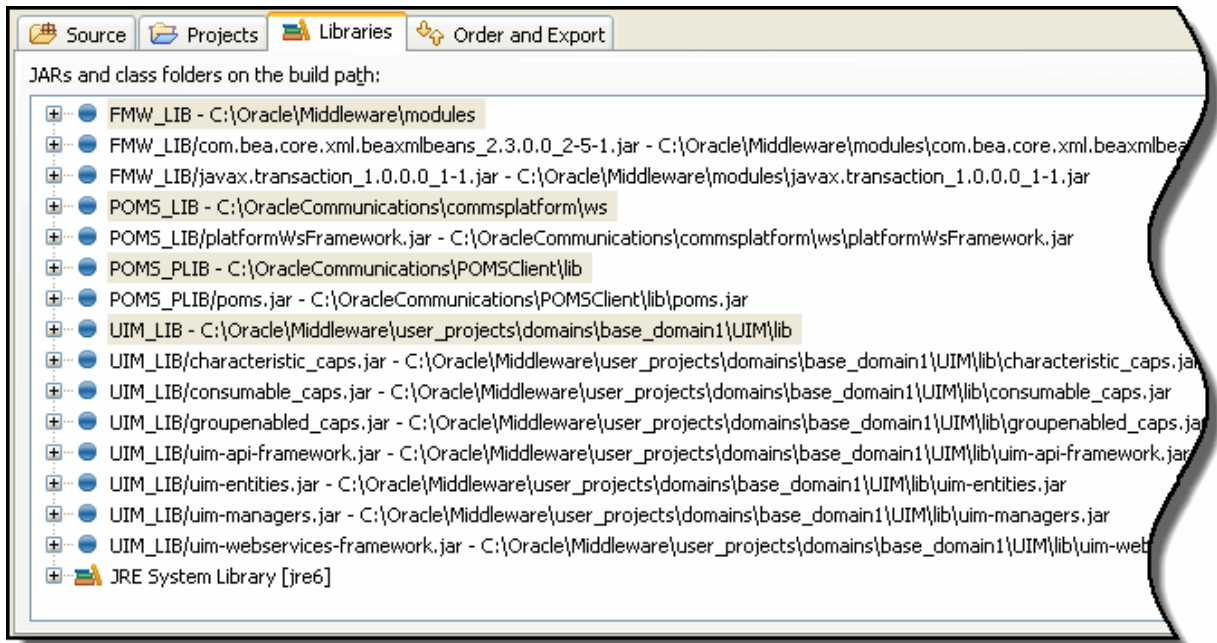 Source Projects Libraries Order and Export
JARs and class folders on the build path:
FMW_LIB - C:\Oracle\Middleware\modules
FMW_LIB/com.bea.core.xml.beaxmlbeans_2.3.0.0_2-5-1.jar - C:\Oracle\Middleware\modules\com.bea.core.xml.beaxmlbea
FMW_LIB/javax.transaction_1.0.0.0_1-1.jar - C:\Oracle\Middleware\modules\javax.transaction_1.0.0.0_1-1.jar
POMS_LIB - C:\OracleCommunications\commsplatform\ws
POMS_LIB/platformWsFramework.jar - C:\OracleCommunications\commsplatform\ws\platformWsFramework.jar
POMS_PLIB - C:\OracleCommunications\POMSClient\lib
POMS_PLIB/poms.jar - C:\OracleCommunications\POMSClient\lib\poms.jar
UIM_LIB - C:\Oracle\Middleware\user_projects\domains\base_domain1\UIM\lib
UIM_LIB/characteristic_caps.jar - C:\Oracle\Middleware\user_projects\domains\base_domain1\UIM\lib\characteristic_caps.ja
UIM_LIB/consumable_caps.jar - C:\Oracle\Middleware\user_projects\domains\base_domain1\UIM\lib\consumable_caps.jar
UIM_LIB/groupenabled_caps.jar - C:\Oracle\Middleware\user_projects\domains\base_domain1\UIM\lib\groupenabled_caps.ja
UIM_LIB/uim-api-framework.jar - C:\Oracle\Middleware\user_projects\domains\base_domain1\UIM\lib\uim-api-framework.jar
UIM_LIB/uim-entities.jar - C:\Oracle\Middleware\user_projects\domains\base_domain1\UIM\lib\uim-entities.jar
UIM_LIB/uim-managers.jar - C:\Oracle\Middleware\user_projects\domains\base_domain1\UIM\lib\uim-managers.jar
UIM_LIB/uim-webservices-framework.jar - C:\Oracle\Middleware\user_projects\domains\base_domain1\UIM\lib\uim-web
JRE System Library [jre6]